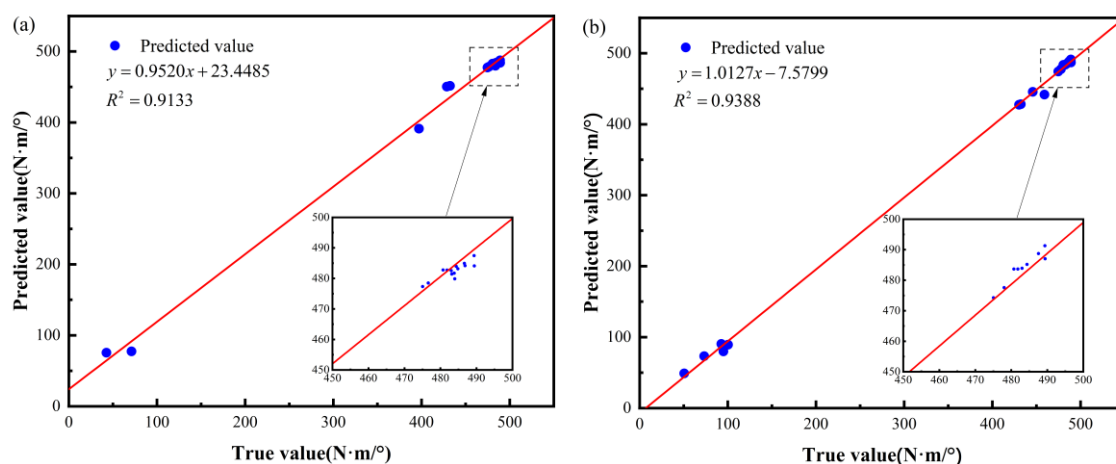 (a)
Predicted value
y = 0.9520x + 23.4485
R² = 0.9133
500
400
300
200
100
0
Predicted value(N·m/°)
0 100 200 300 400 500
True value(N·m/°)
500
490
480
470
460
450
450 460 470 480 490 500
(b)
Predicted value
y = 1.0127x − 7.5799
R² = 0.9388
500
400
300
200
100
0
Predicted value(N·m/°)
0 100 200 300 400 500
True value(N·m/°)
500
490
480
470
460
450
450 460 470 480 490 500